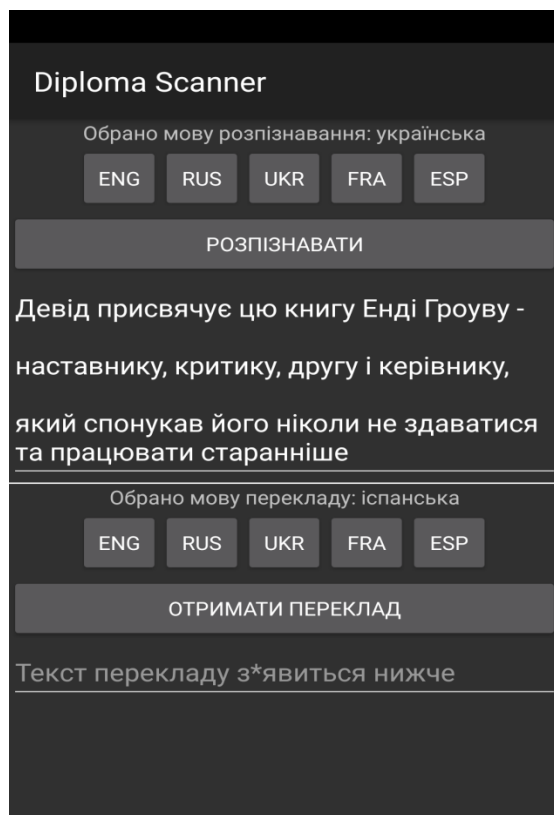 Diploma Scanner
Обрано мову розпізнавання: українська
ENG RUS UKR FRA ESP
РОЗПІЗНАВАТИ
Девід присвячує цю книгу Енді Гроуву -
наставнику, критику, другу і керівнику,
який спонукав його ніколи не здаватися
та працювати старанніше
Обрано мову перекладу: іспанська
ENG RUS UKR FRA ESP
ОТРИМАТИ ПЕРЕКЛАД
Текст перекладу з*явиться нижче